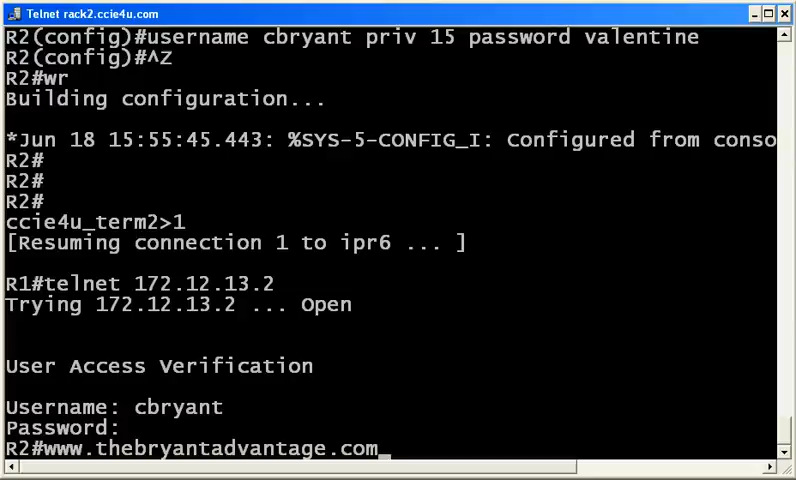 Telnet rack2.ccie4u.com
R2(config)#username cbryant priv 15 password valentine
R2(config)#^Z
R2#wr
Building configuration...
*Jun 18 15:55:45.443: %SYS-5-CONFIG_I: Configured from conso
R2#
R2#
R2#
ccie4u_term2>1
[Resuming connection 1 to ipr6 ... ]
R1#telnet 172.12.13.2
Trying 172.12.13.2 ... Open
User Access Verification
Username: cbryant
Password:
R2#www.thebryantadvantage.com_